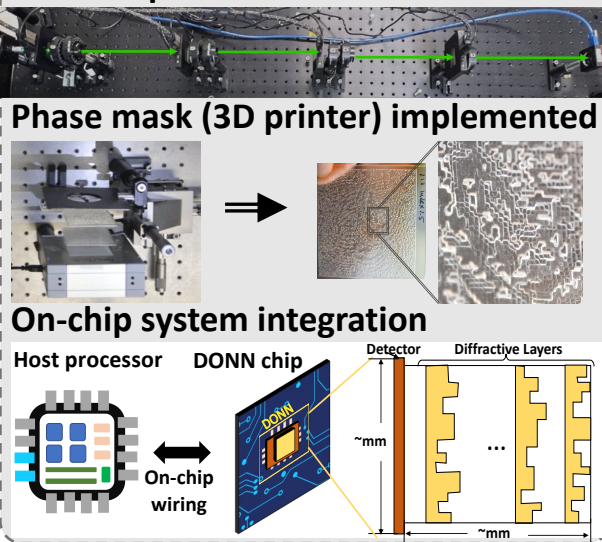 Phase mask (3D printer) implemented
On-chip system integration
Host processor
DONN chip
Detector
Diffractive Layers
DONN
~mm
...
On-chip
wiring
~mm